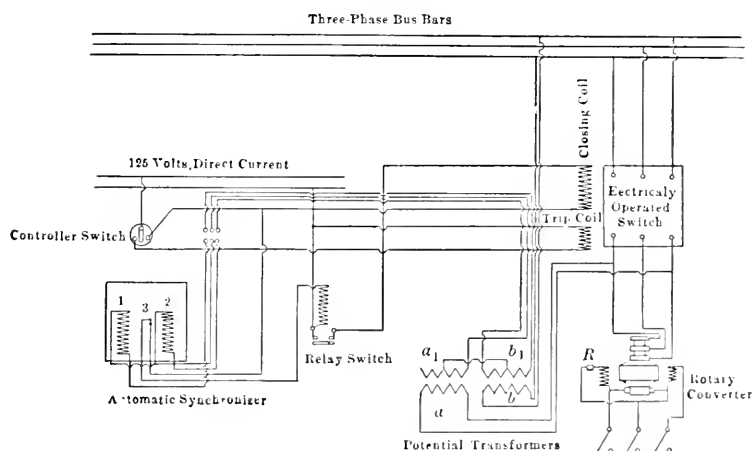 Three-Phase Bus Bars
Closing Coil
125 Volts, Direct Current
Eectricaly
Operated
Switch
Trip Coil
Controller Switch
1
3
2
Relay Switch
a1
b1
R
Rotary
Converter
Automatic Synchronizer
a
b
Potential Transformers